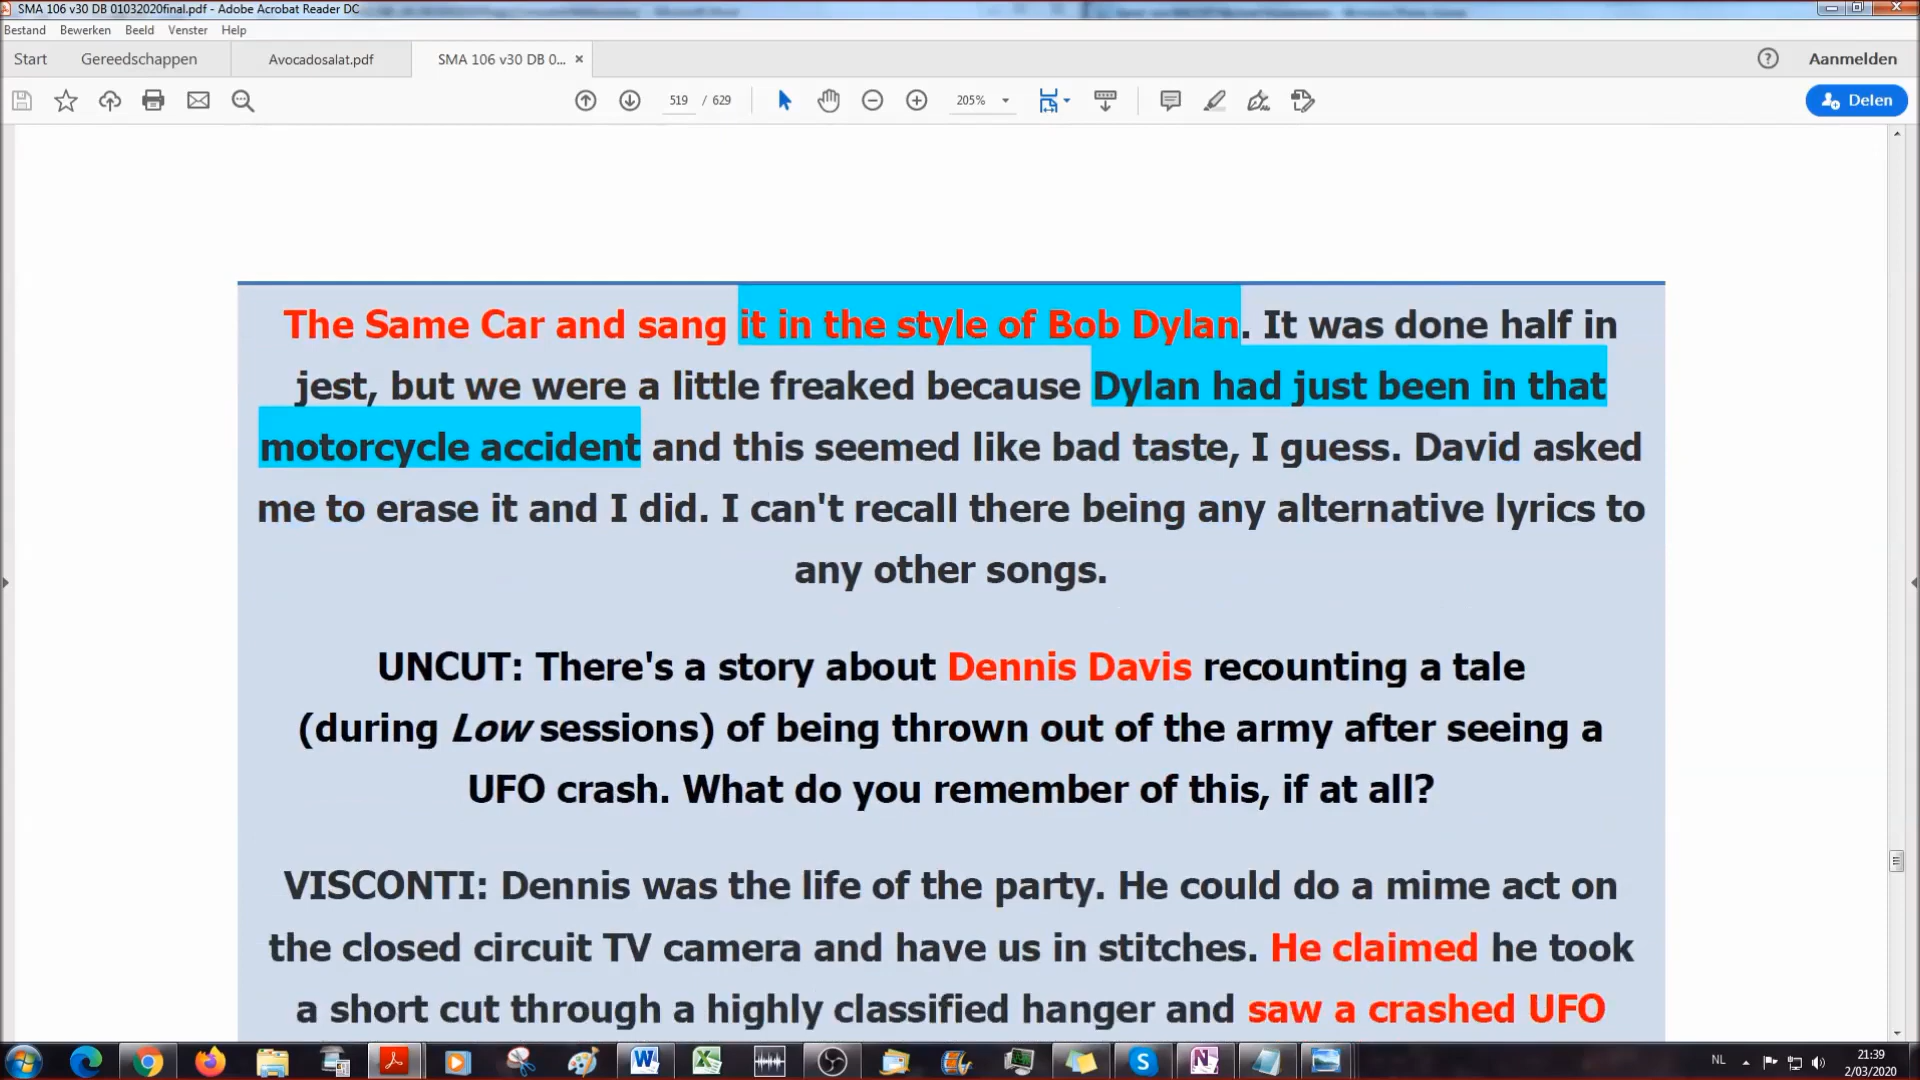 SMA 106 v30 DB 01032020final.pdf - Adobe Acrobat Reader DC
Bestand Bewerken Beeld Venster Help
Start Gereedschappen Avocadosalat.pdf SMA 106 v30 DB 0... × ? Aanmelden
519 / 629 205% Delen
The Same Car and sang it in the style of Bob Dylan. It was done half in
jest, but we were a little freaked because Dylan had just been in that
motorcycle accident and this seemed like bad taste, I guess. David asked
me to erase it and I did. I can't recall there being any alternative lyrics to
any other songs.
UNCUT: There's a story about Dennis Davis recounting a tale
(during Low sessions) of being thrown out of the army after seeing a
UFO crash. What do you remember of this, if at all?
VISCONTI: Dennis was the life of the party. He could do a mime act on
the closed circuit TV camera and have us in stitches. He claimed he took
a short cut through a highly classified hanger and saw a crashed UFO
NL 21:39
2/03/2020